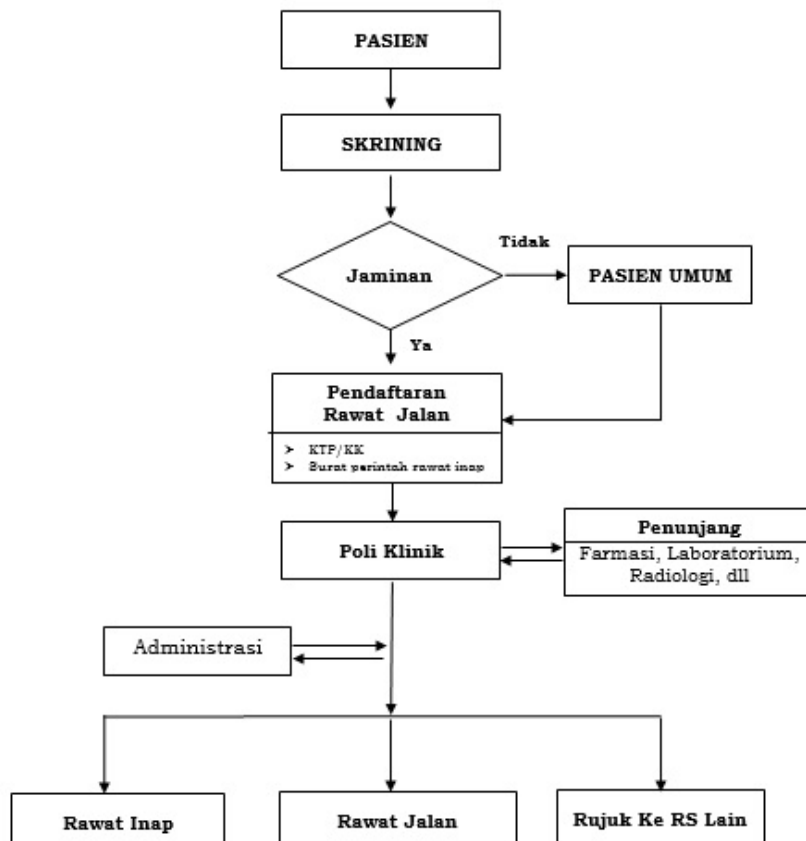 PASIEN
SKRINING
Jaminan
Tidak
PASIEN UMUM
Ya
Pendaftaran
Rawat Jalan
➤ KTP/KK
➤ Surat perintah rawat inap
Poli Klinik
Penunjang
Farmasi, Laboratorium,
Radiologi, dll
Administrasi
Rawat Inap
Rawat Jalan
Rujuk Ke RS Lain